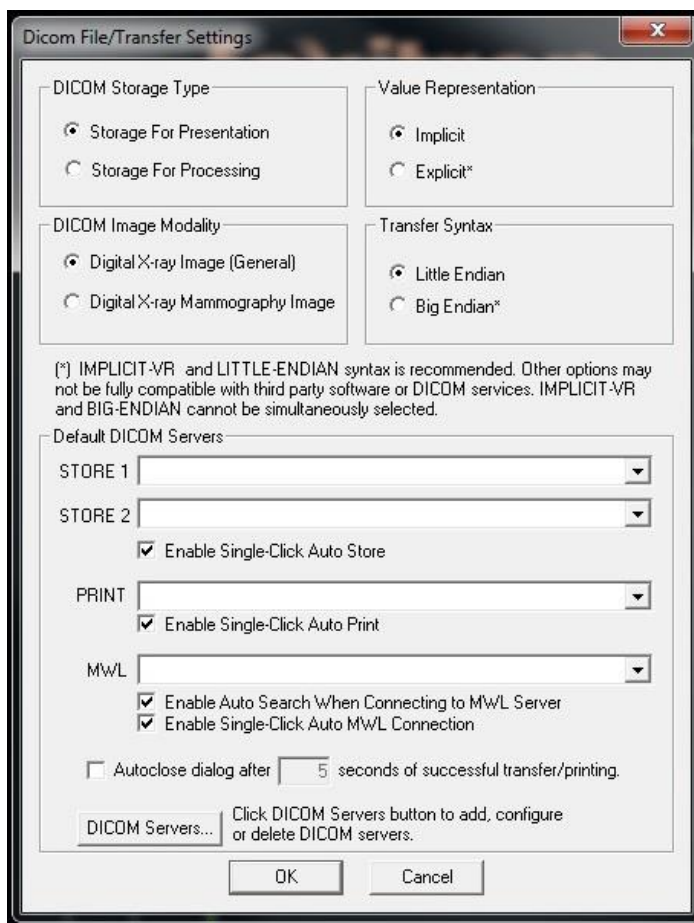 Dicom File/Transfer Settings
DICOM Storage Type
Storage For Presentation
Storage For Processing
Value Representation
Implicit
Explicit*
DICOM Image Modality
Digital X-ray Image (General)
Digital X-ray Mammography Image
Transfer Syntax
Little Endian
Big Endian*
(*) IMPLICIT-VR and LITTLE-ENDIAN syntax is recommended. Other options may
not be fully compatible with third party software or DICOM services. IMPLICIT-VR
and BIG-ENDIAN cannot be simultaneously selected.
Default DICOM Servers
STORE 1
STORE 2
Enable Single-Click Auto Store
PRINT
Enable Single-Click Auto Print
MWL
Enable Auto Search When Connecting to MWL Server
Enable Single-Click Auto MWL Connection
Autoclose dialog after 5 seconds of successful transfer/printing.
DICOM Servers...
Click DICOM Servers button to add, configure
or delete DICOM servers.
OK
Cancel